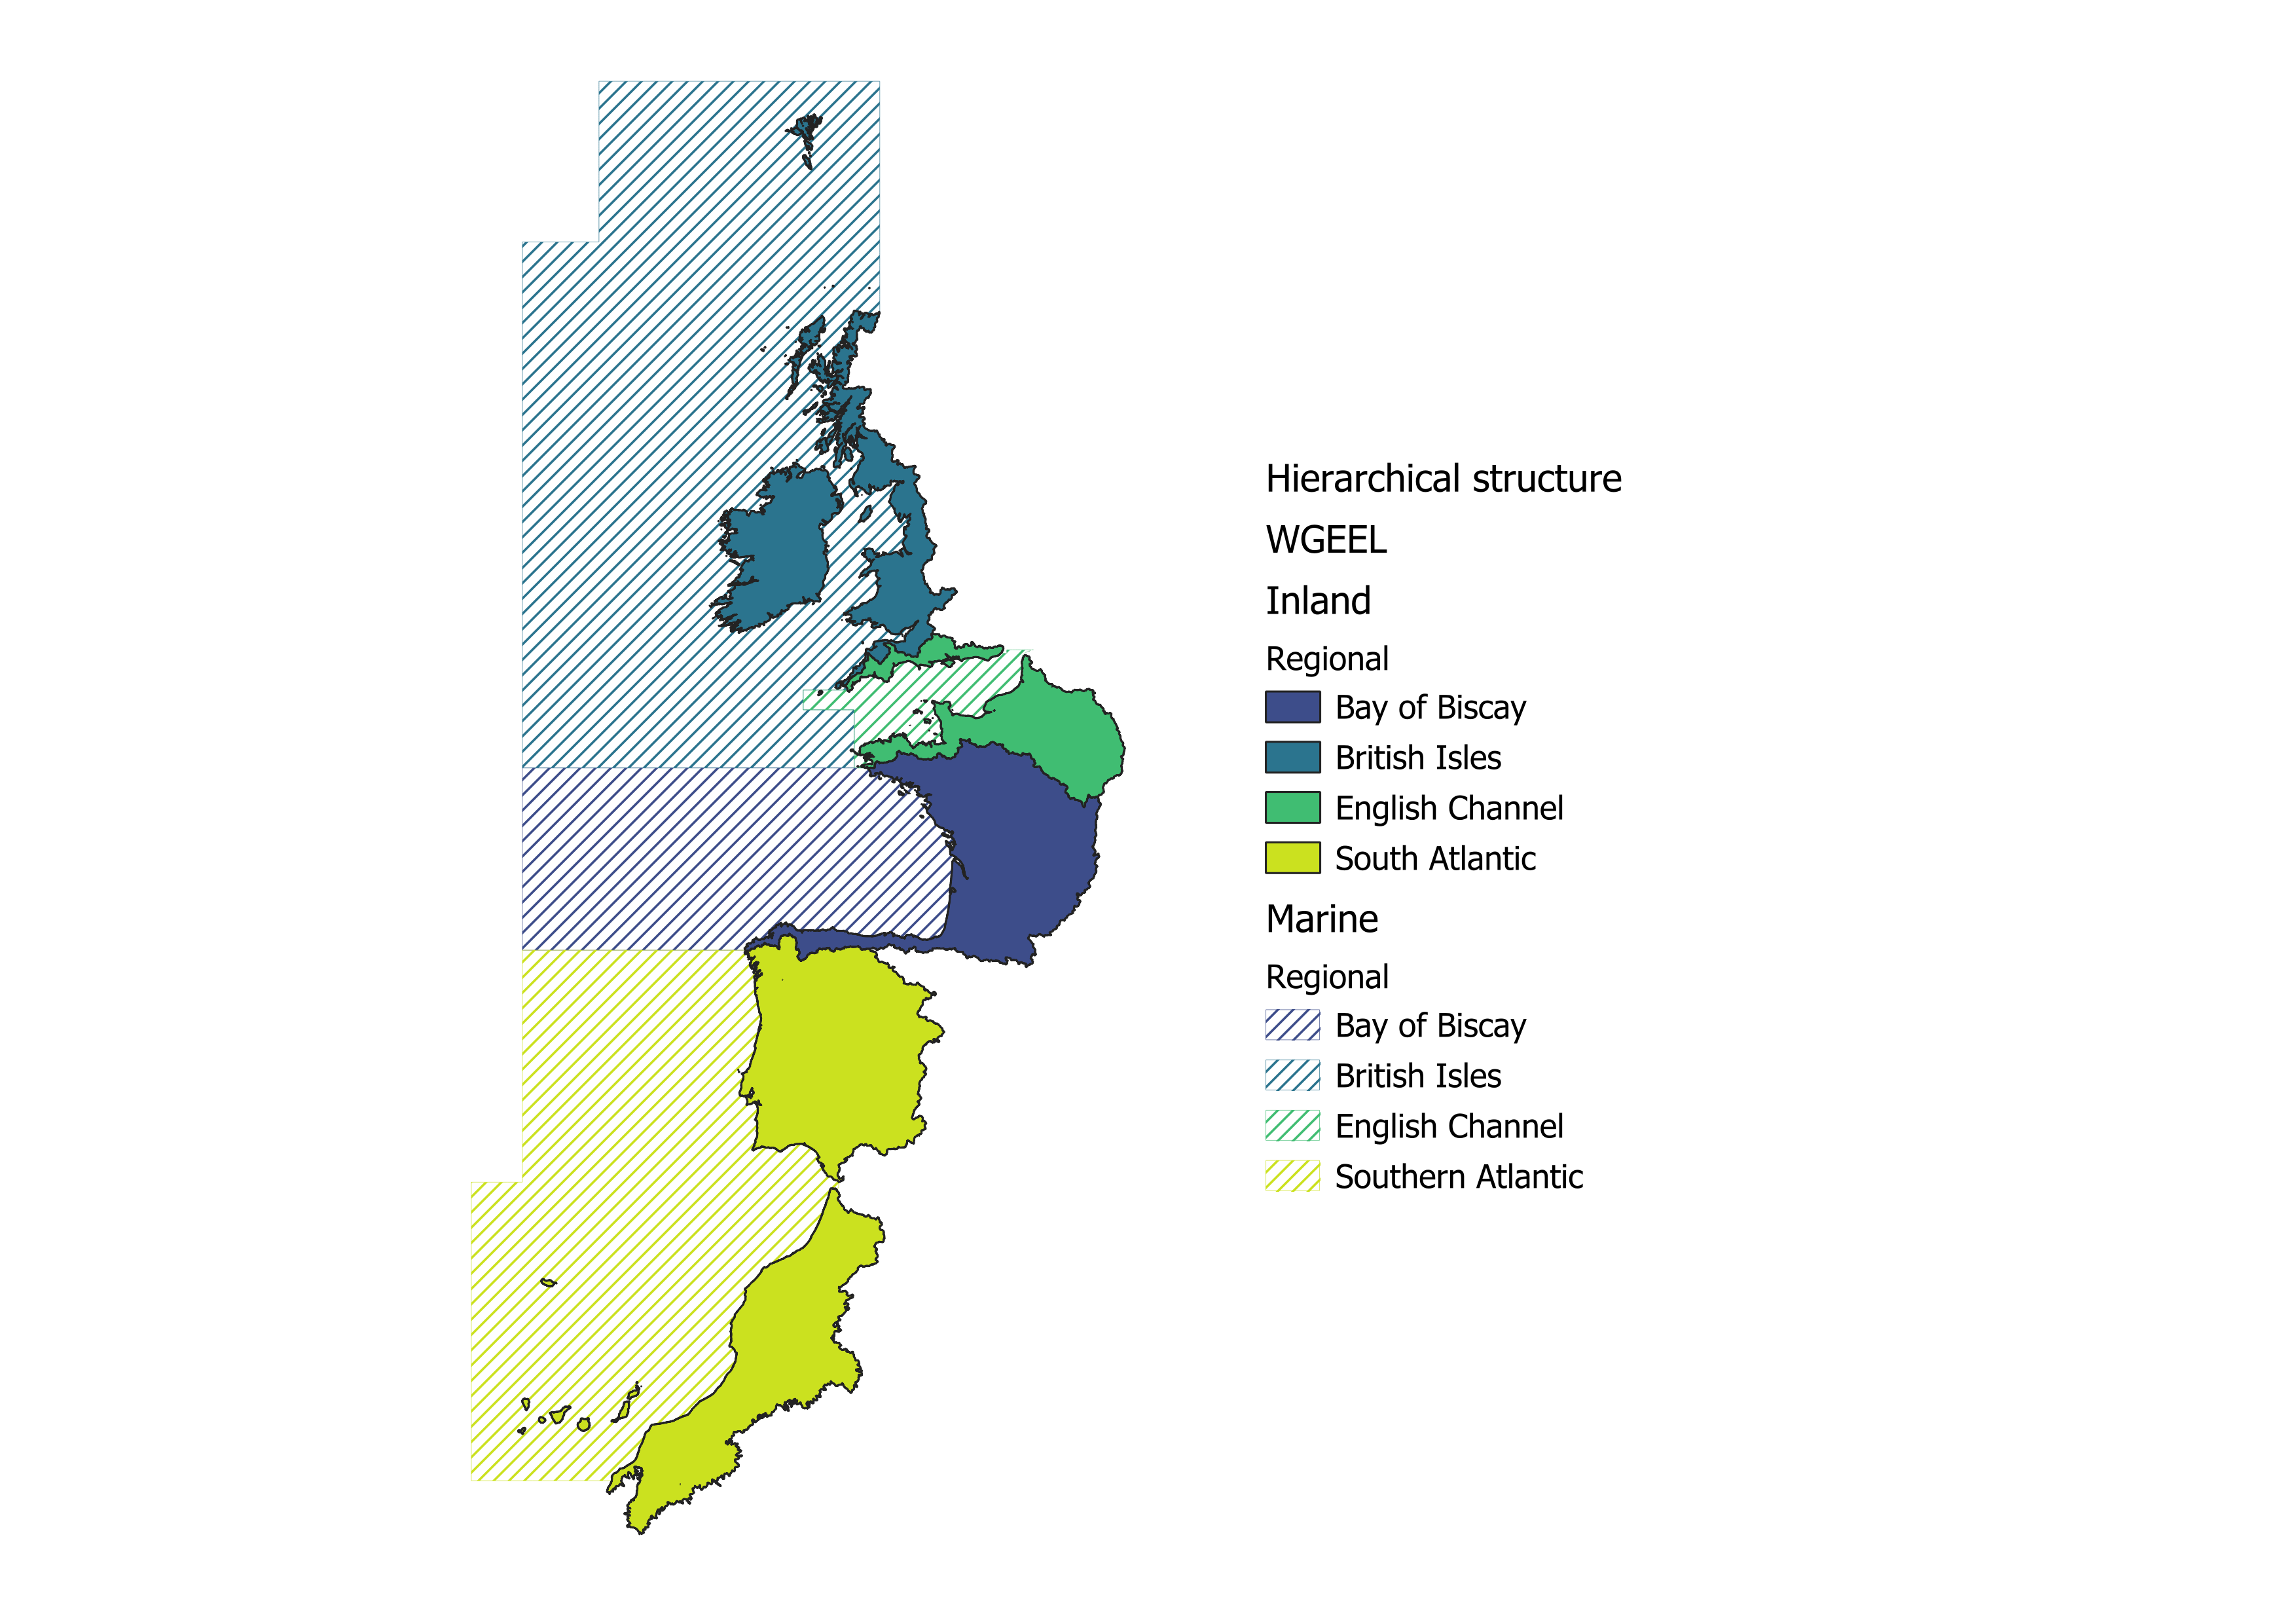 Hierarchical structure
WGEEL
Inland
Regional
Bay of Biscay
British Isles
English Channel
South Atlantic
Marine
Regional
Bay of Biscay
British Isles
English Channel
Southern Atlantic